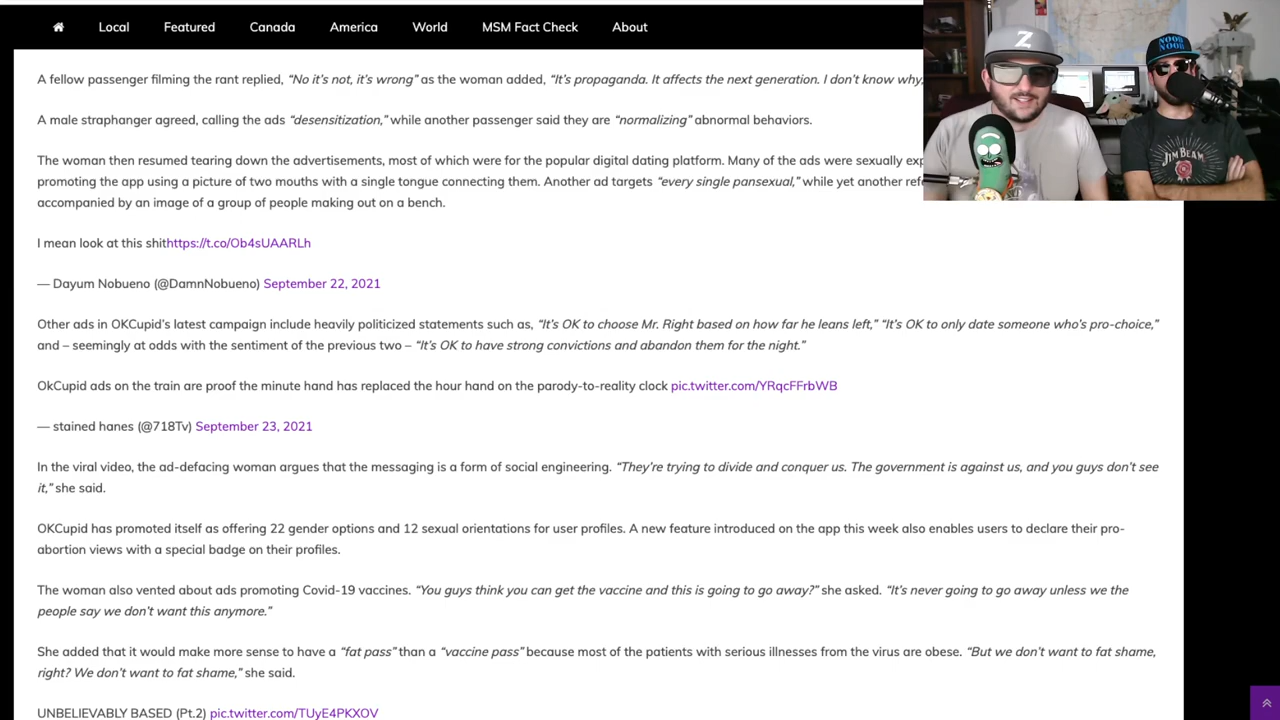 Local Featured Canada America World MSM Fact Check About
A fellow passenger filming the rant replied, “No it’s not, it’s wrong” as the woman added, “It’s propaganda. It affects the next generation. I don’t know why,
A male straphanger agreed, calling the ads “desensitization,” while another passenger said they are “normalizing” abnormal behaviors.
The woman then resumed tearing down the advertisements, most of which were for the popular digital dating platform. Many of the ads were sexually
promoting the app using a picture of two mouths with a single tongue connecting them. Another ad targets “every single pansexual,” while yet another
accompanied by an image of a group of people making out on a bench.
I mean look at this shithttps://t.co/Ob4sUAARLh
— Dayum Nobueno (@DamnNobueno) September 22, 2021
Other ads in OKCupid’s latest campaign include heavily politicized statements such as, “It’s OK to choose Mr. Right based on how far he leans left,” “It’s OK to only date someone who’s pro-choice,”
and – seemingly at odds with the sentiment of the previous two – “It’s OK to have strong convictions and abandon them for the night.”
OkCupid ads on the train are proof the minute hand has replaced the hour hand on the parody-to-reality clock pic.twitter.com/YRqcFFrbWB
— stained hanes (@718Tv) September 23, 2021
In the viral video, the ad-defacing woman argues that the messaging is a form of social engineering. “They’re trying to divide and conquer us. The government is against us, and you guys don’t see
it,” she said.
OKCupid has promoted itself as offering 22 gender options and 12 sexual orientations for user profiles. A new feature introduced on the app this week also enables users to declare their pro-
abortion views with a special badge on their profiles.
The woman also vented about ads promoting Covid-19 vaccines. “You guys think you can get the vaccine and this is going to go away?” she asked. “It’s never going to go away unless we the
people say we don’t want this anymore.”
She added that it would make more sense to have a “fat pass” than a “vaccine pass” because most of the patients with serious illnesses from the virus are obese. “But we don’t want to fat shame,
right? We don’t want to fat shame,” she said.
UNBELIEVABLY BASED (Pt.2) pic.twitter.com/TUyE4PKXOV
Z
NOOB
NOOB
JIM BEAM